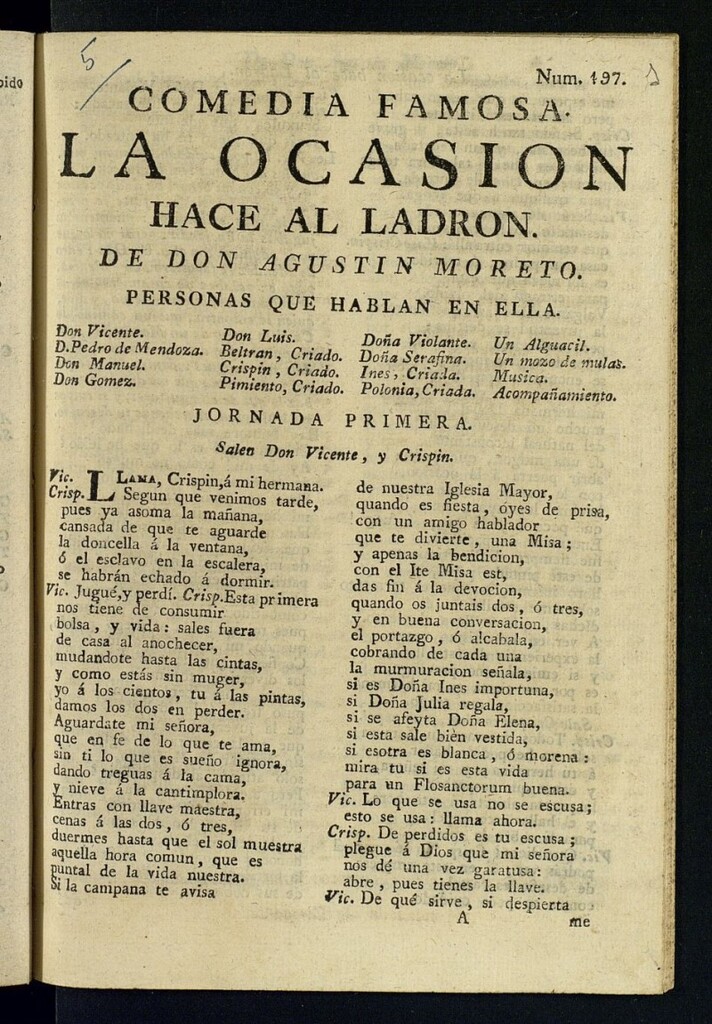 5
Num. 197.
COMEDIA FAMOSA.
LA OCASION
HACE AL LADRON.
DE DON AGUSTIN MORETO.
PERSONAS QUE HABLAN EN ELLA.
Don Vicente.
D.Pedro de Mendoza.
Don Manuel.
Don Gomez.
Don Luis.
Beltran, Criado.
Crispin, Criado.
Pimiento, Criado.
Doña Violante.
Doña Serafina.
Ines, Criada.
Polonia, Criada.
Un Alguacil.
Un mozo de mulas.
Musica.
Acompañamiento.
JORNADA PRIMERA.
Salen Don Vicente, y Crispin.
Vic. LLAMA, Crispin, á mi hermana.
Crisp. Segun que venimos tarde,
pues ya asoma la mañana,
cansada de que te aguarde
la doncella á la ventana,
ó el esclavo en la escalera,
se habrán echado á dormir.
Vic. Jugué, y perdí. Crisp. Esta primera
nos tiene de consumir
bolsa, y vida: sales fuera
de casa al anochecer,
mudandote hasta las cintas,
y como estás sin muger,
yo á los cientos, tu á las pintas,
damos los dos en perder.
Aguardate mi señora,
que en fe de lo que te ama,
sin ti lo que es sueño ignora,
dando treguas á la cama,
y nieve á la cantimplora.
Entras con llave maestra,
cenas á las dos, ó tres,
duermes hasta que el sol muestra
aquella hora comun, que es
puntal de la vida nuestra.
Si la campana te avisa
de nuestra Iglesia Mayor,
quando es fiesta, oyes de prisa,
con un amigo hablador
que te divierte, una Misa;
y apenas la bendicion,
con el Ite Misa est,
das fin á la devocion,
quando os juntais dos, ó tres,
y en buena conversacion,
el portazgo, ó alcabala,
cobrando de cada una
la murmuracion señala,
si es Doña Ines importuna,
si Doña Julia regala,
si se afeyta Doña Elena,
si esta sale bien vestida,
si esotra es blanca, ó morena:
mira tu si es esta vida
para un Flosanctorum buena.
Vic. Lo que se usa no se escusa;
esto se usa: llama ahora.
Crisp. De perdidos es tu escusa;
plegue á Dios que mi señora
nos dé una vez garatusa:
abre, pues tienes la llave.
Vic. De qué sirve, si despierta
A
me